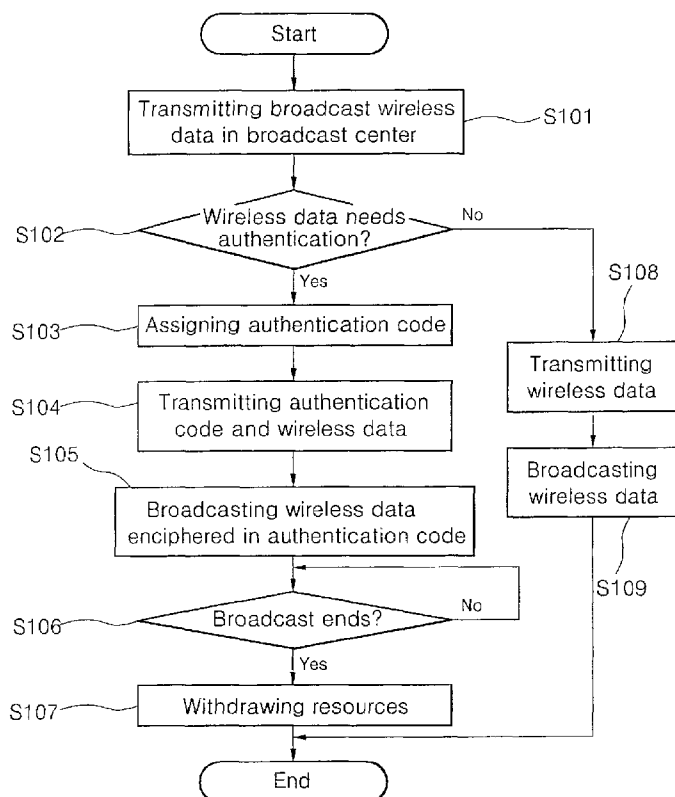 Start
Transmitting broadcast wireless
data in broadcast center
S101
Wireless data needs
authentication?
S102
No
Yes
S103
Assigning authentication code
S108
Transmitting
wireless data
S104
Transmitting authentication
code and wireless data
S105
Broadcasting wireless data
enciphered in authentication code
Broadcasting
wireless data
S109
S106
Broadcast ends?
No
Yes
S107
Withdrawing resources
End